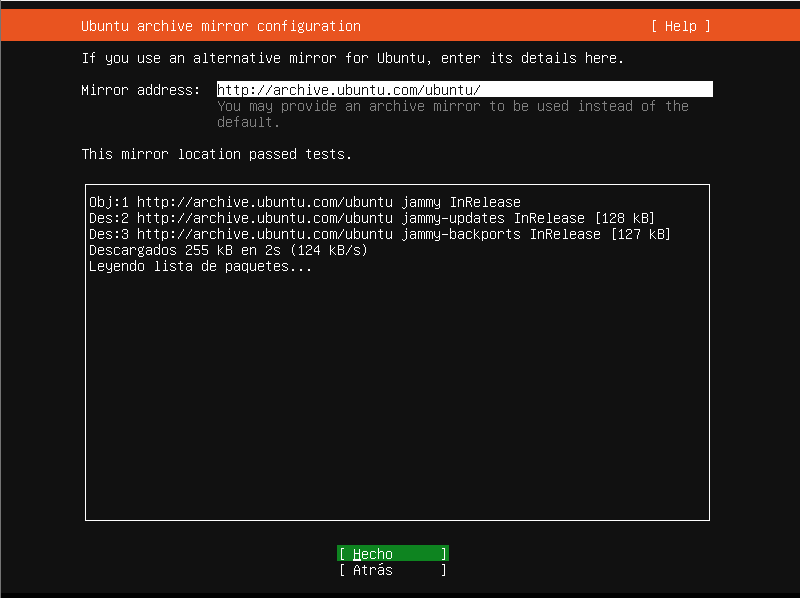 Ubuntu archive mirror configuration [ Help ]
If you use an alternative mirror for Ubuntu, enter its details here.
Mirror address: http://archive.ubuntu.com/ubuntu/
You may provide an archive mirror to be used instead of the
default.
This mirror location passed tests.
Obj:1 http://archive.ubuntu.com/ubuntu jammy InRelease
Des:2 http://archive.ubuntu.com/ubuntu jammy-updates InRelease [128 kB]
Des:3 http://archive.ubuntu.com/ubuntu jammy-backports InRelease [127 kB]
Descargados 255 kB en 2s (124 kB/s)
Leyendo lista de paquetes...
[ Hecho ]
[ Atrás ]